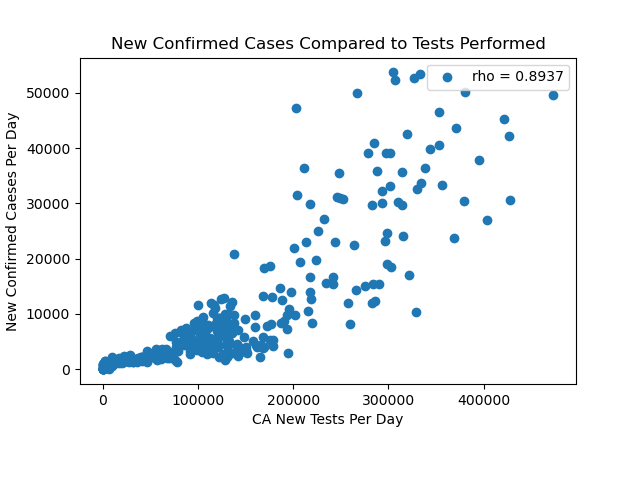 New Confirmed Cases Compared to Tests Performed
rho = 0.8937
New Confirmed Caeses Per Day
50000
40000
30000
20000
10000
0
0 100000 200000 300000 400000
CA New Tests Per Day